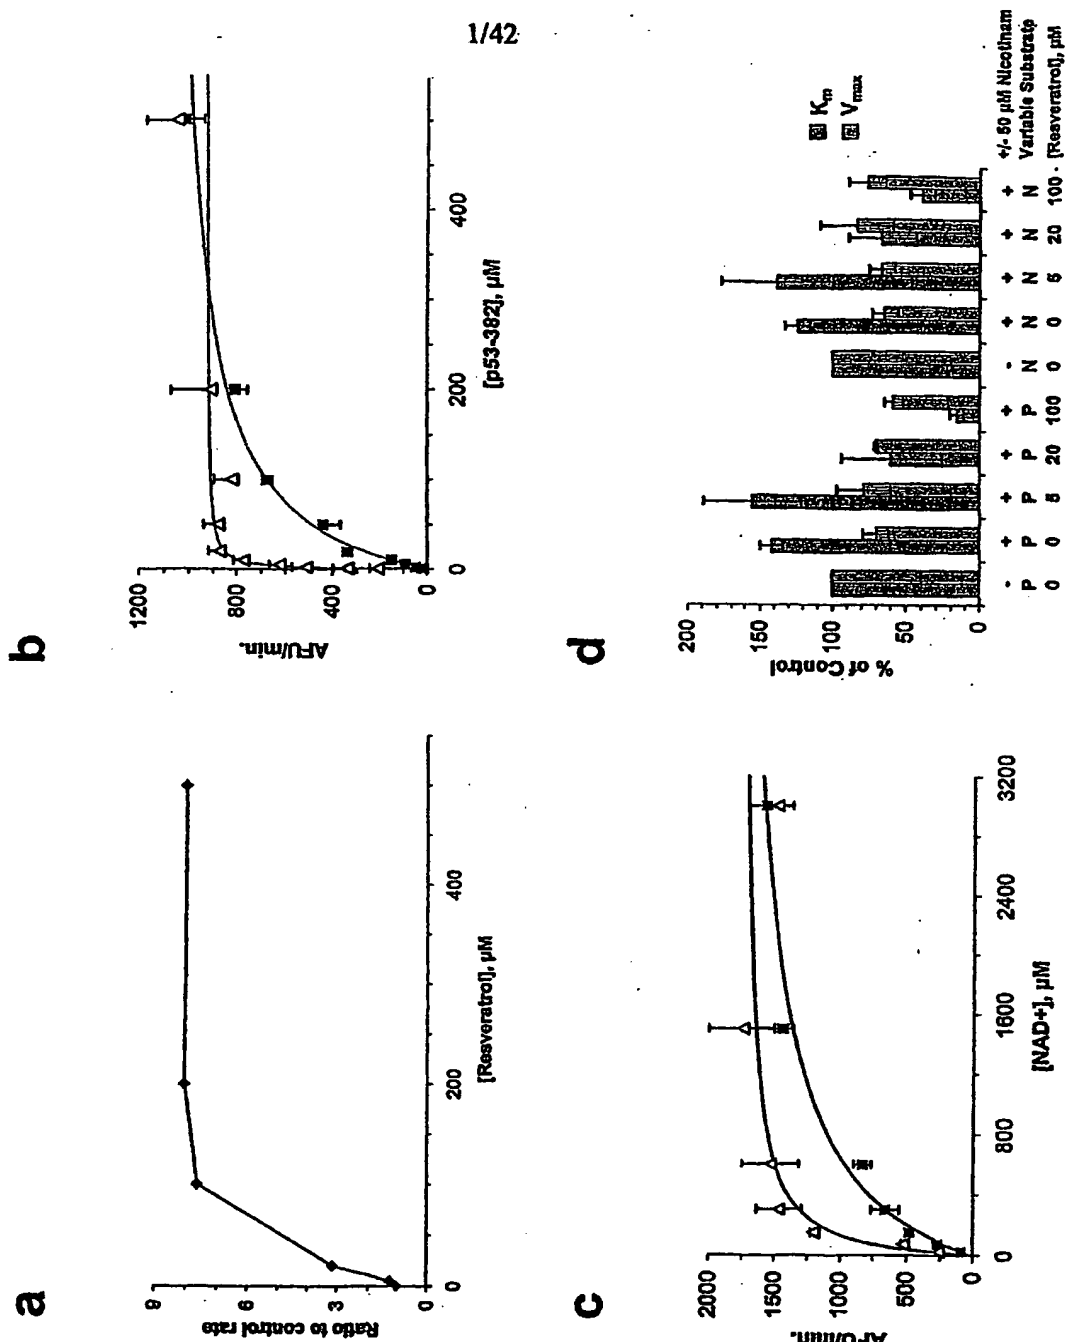 1/42
a
Ratio to control rate
9
6
3
0
0
200
400
[Resveratrol], µM
b
AFU/min.
1200
800
400
0
0
200
400
[p53-382], µM
c
AFU/min.
2000
1500
1000
500
0
0
800
1600
2400
3200
[NAD+], µM
d
% of Control
200
150
100
50
0
Km
Vmax
- + + + + - + + + + +/- 50 µM Nicotinam
P P P P P N N N N N Variable Substrate
0 0 5 20 100 0 0 5 20 100 - [Resveratrol], µM